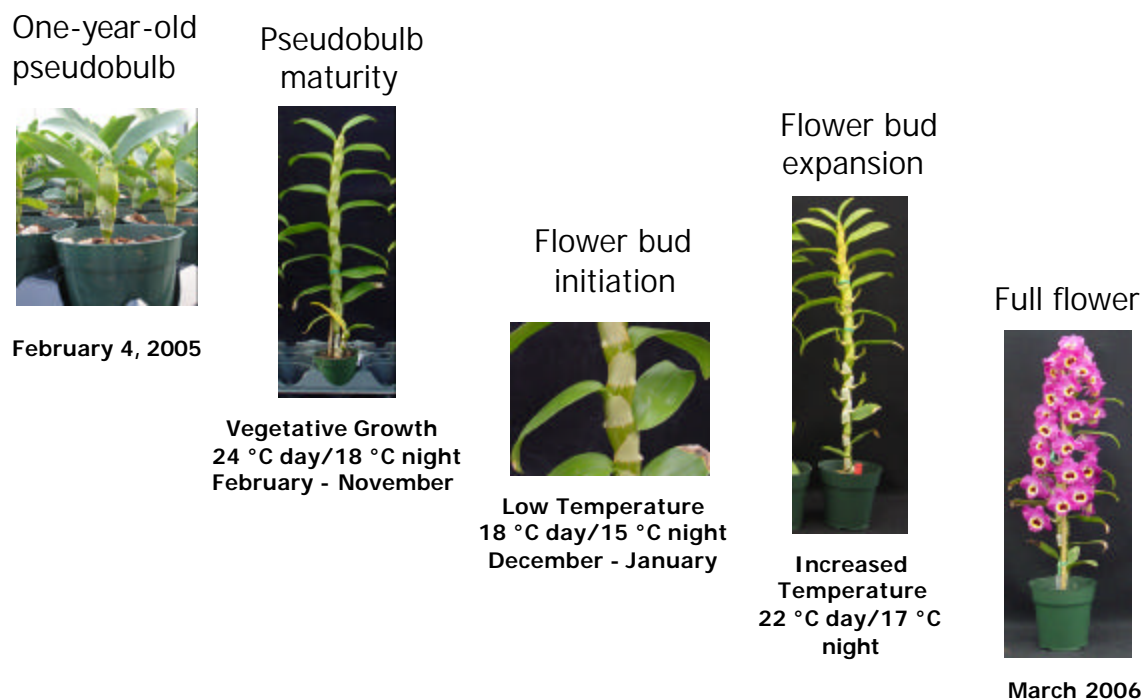 One-year-old
pseudobulb
February 4, 2005
Pseudobulb
maturity
Vegetative Growth
24 °C day/18 °C night
February - November
Flower bud
initiation
Low Temperature
18 °C day/15 °C night
December - January
Flower bud
expansion
Increased
Temperature
22 °C day/17 °C
night
Full flower
March 2006